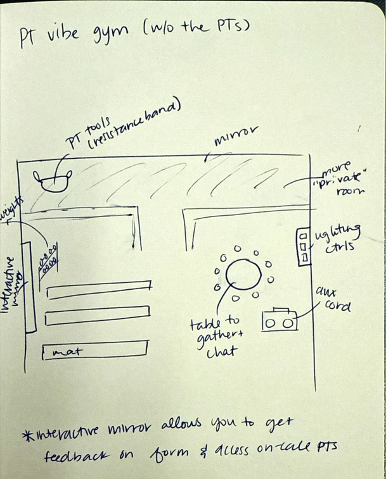 PT vibe gym (w/o the PTs)
PT tools
(resistance band)
mirror
more
"private"
room
weights
interactive
mirror
lighting
ctrls
aux
cord
table to
gather +
chat
mat
*interactive mirror allows you to get
feedback on form & access on-call PTs